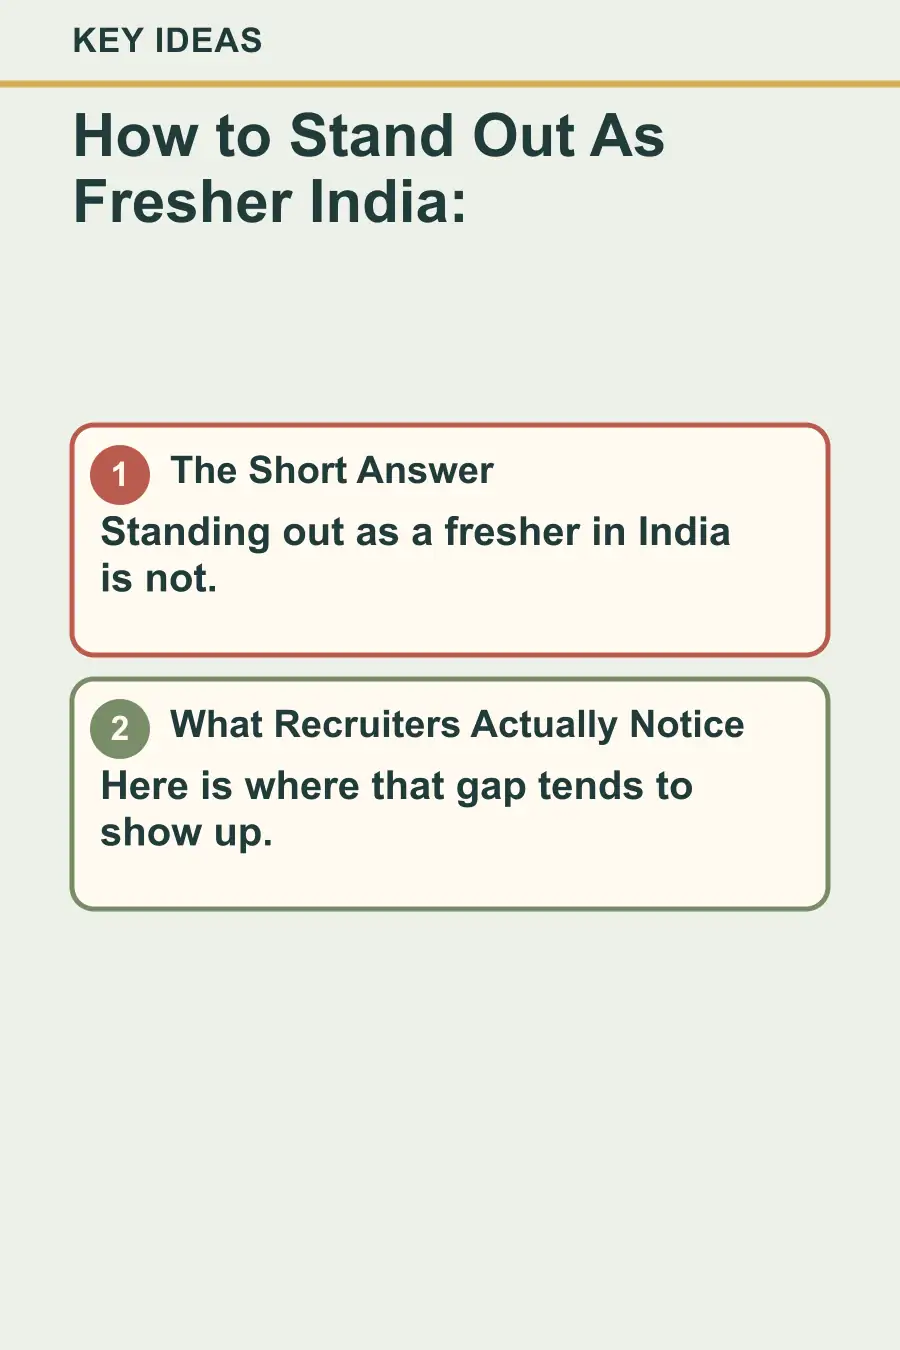 KEY IDEAS
How to Stand Out As
Fresher India:
1 The Short Answer
Standing out as a fresher in India
is not.
2 What Recruiters Actually Notice
Here is where that gap tends to
show up.